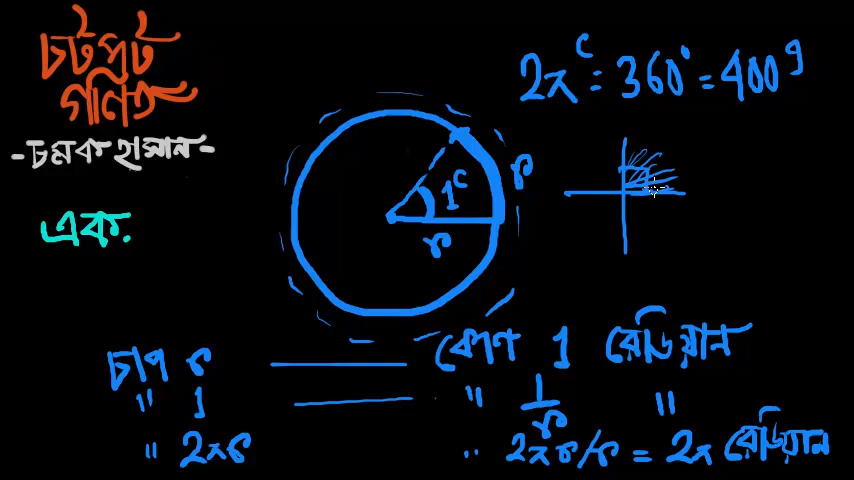 চটপট
গণিত
-চমক হাসান-
এক.
2π^c = 360° = 400^g
1^c
r
r
চাপ r ——— কোণ 1 রেডিয়ান
" 1 ——— " 1/r "
" 2πr " 2πr/r = 2π রেডিয়ান